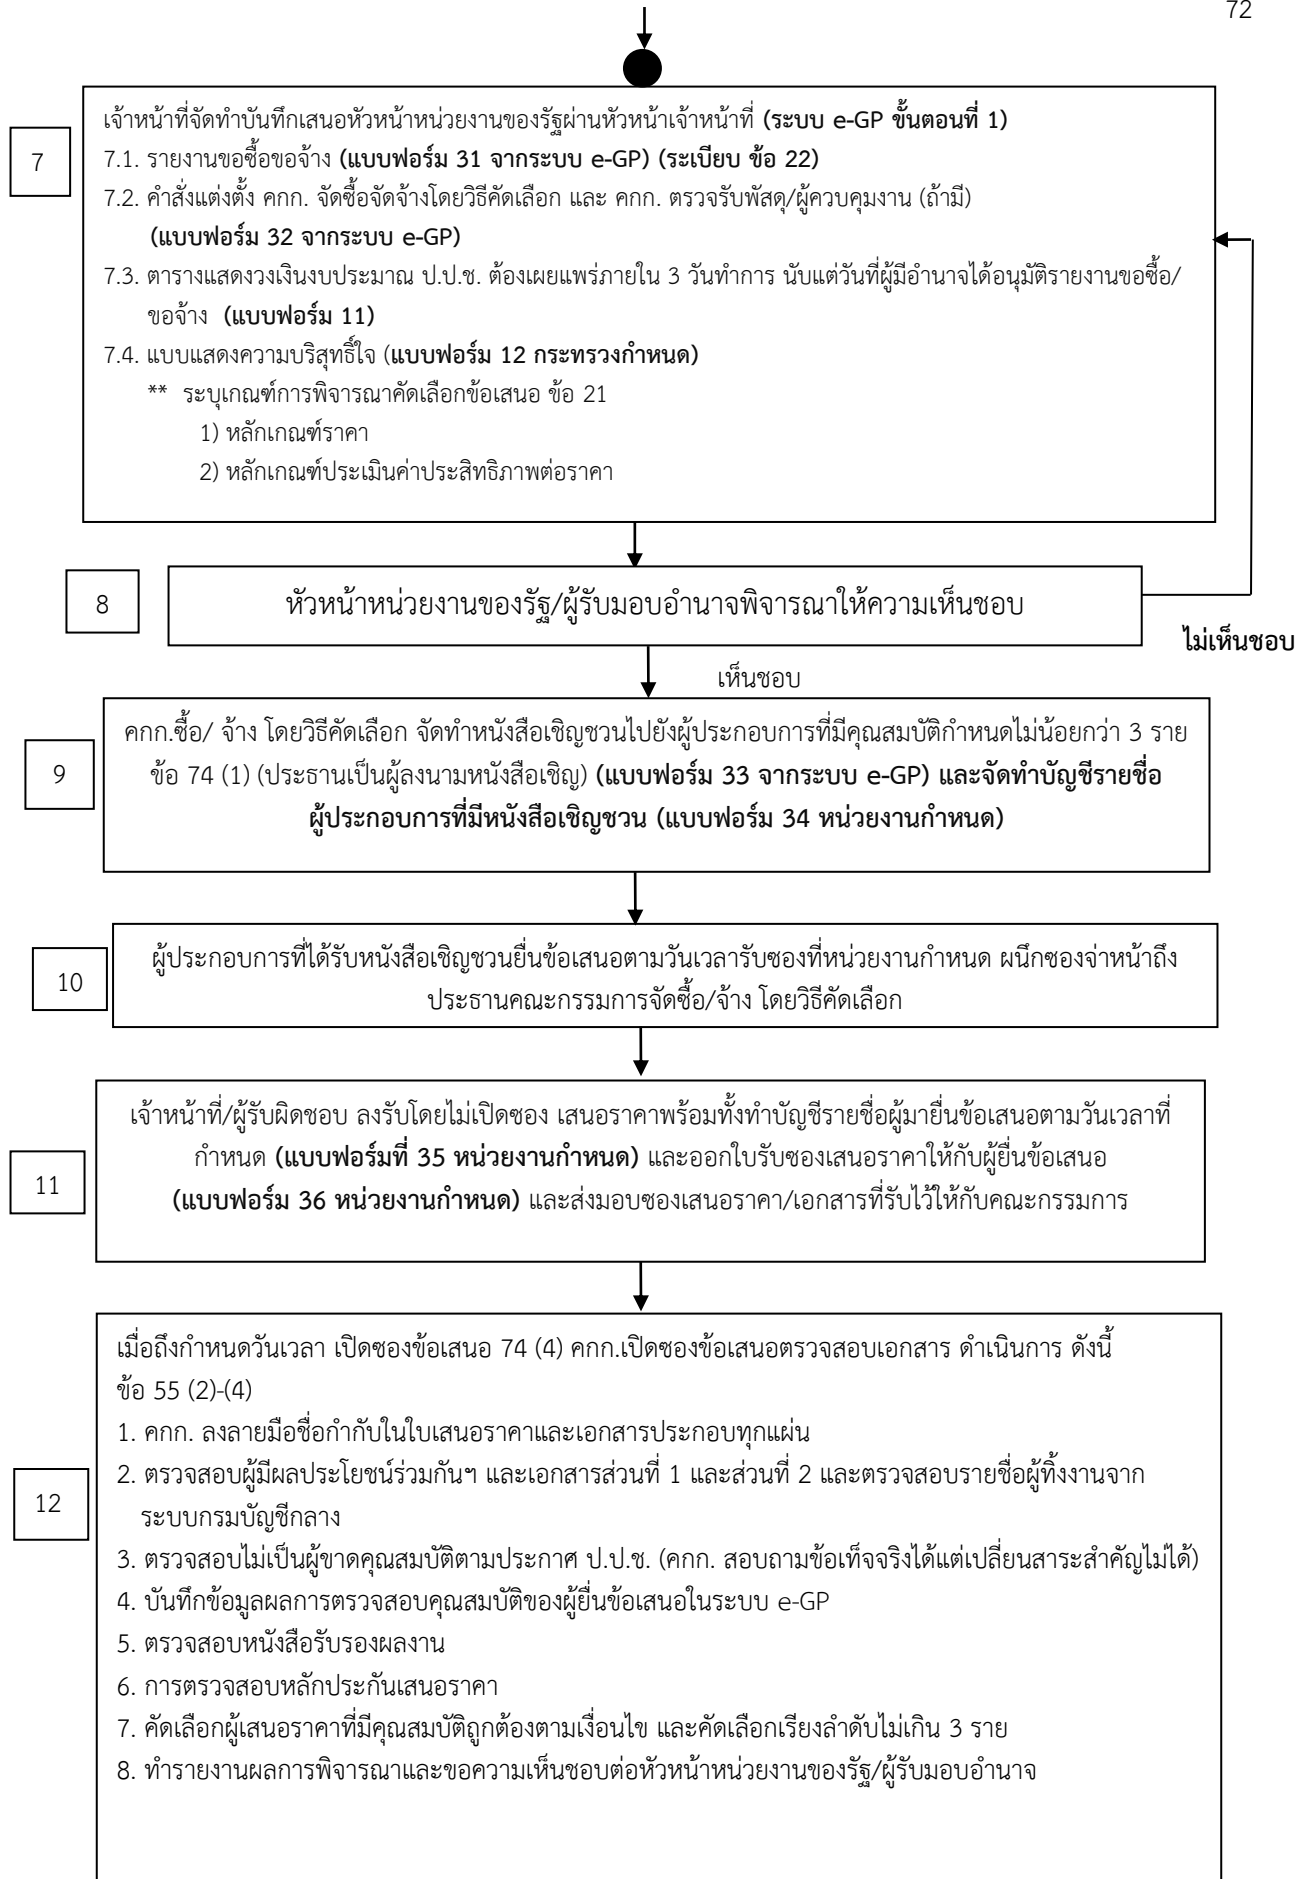 72
เจ้าหน้าที่จัดทำบันทึกเสนอหัวหน้าหน่วยงานของรัฐผ่านหัวหน้าเจ้าหน้าที่ (ระบบ e-GP ขั้นตอนที่ 1)
7
7.1. รายงานขอซื้อขอจ้าง (แบบฟอร์ม 31 จากระบบ e-GP) (ระเบียบ ข้อ 22)
7.2. คำสั่งแต่งตั้ง คกก. จัดซื้อจัดจ้างโดยวิธีคัดเลือก และ คกก. ตรวจรับพัสดุ/ผู้ควบคุมงาน (ถ้ามี)
(แบบฟอร์ม 32 จากระบบ e-GP)
7.3. ตารางแสดงวงเงินงบประมาณ ป.ป.ช. ต้องเผยแพร่ภายใน 3 วันทำการ นับแต่วันที่ผู้มีอำนาจได้อนุมัติรายงานขอซื้อ/
ขอจ้าง (แบบฟอร์ม 11)
7.4. แบบแสดงความบริสุทธิ์ใจ (แบบฟอร์ม 12 กระทรวงกำหนด)
** ระบุเกณฑ์การพิจารณาคัดเลือกข้อเสนอ ข้อ 21
1) หลักเกณฑ์ราคา
2) หลักเกณฑ์ประเมินค่าประสิทธิภาพต่อราคา
8
หัวหน้าหน่วยงานของรัฐ/ผู้รับมอบอำนาจพิจารณาให้ความเห็นชอบ
ไม่เห็นชอบ
เห็นชอบ
คกก.ซื้อ/ จ้าง โดยวิธีคัดเลือก จัดทำหนังสือเชิญชวนไปยังผู้ประกอบการที่มีคุณสมบัติกำหนดไม่น้อยกว่า 3 ราย
9
ข้อ 74 (1) (ประธานเป็นผู้ลงนามหนังสือเชิญ) (แบบฟอร์ม 33 จากระบบ e-GP) และจัดทำบัญชีรายชื่อ
ผู้ประกอบการที่มีหนังสือเชิญชวน (แบบฟอร์ม 34 หน่วยงานกำหนด)
10
ผู้ประกอบการที่ได้รับหนังสือเชิญชวนยื่นข้อเสนอตามวันเวลารับซองที่หน่วยงานกำหนด ผนึกซองจ่าหน้าถึง
ประธานคณะกรรมการจัดซื้อ/จ้าง โดยวิธีคัดเลือก
เจ้าหน้าที่/ผู้รับผิดชอบ ลงรับโดยไม่เปิดซอง เสนอราคาพร้อมทั้งทำบัญชีรายชื่อผู้มายื่นข้อเสนอตามวันเวลาที่
กำหนด (แบบฟอร์มที่ 35 หน่วยงานกำหนด) และออกใบรับซองเสนอราคาให้กับผู้ยื่นข้อเสนอ
11
(แบบฟอร์ม 36 หน่วยงานกำหนด) และส่งมอบซองเสนอราคา/เอกสารที่รับไว้ให้กับคณะกรรมการ
เมื่อถึงกำหนดวันเวลา เปิดซองข้อเสนอ 74 (4) คกก.เปิดซองข้อเสนอตรวจสอบเอกสาร ดำเนินการ ดังนี้
ข้อ 55 (2)-(4)
1. คกก. ลงลายมือชื่อกำกับในใบเสนอราคาและเอกสารประกอบทุกแผ่น
2. ตรวจสอบผู้มีผลประโยชน์ร่วมกันฯ และเอกสารส่วนที่ 1 และส่วนที่ 2 และตรวจสอบรายชื่อผู้ทิ้งงานจาก
12
ระบบกรมบัญชีกลาง
3. ตรวจสอบไม่เป็นผู้ขาดคุณสมบัติตามประกาศ ป.ป.ช. (คกก. สอบถามข้อเท็จจริงได้แต่เปลี่ยนสาระสำคัญไม่ได้)
4. บันทึกข้อมูลผลการตรวจสอบคุณสมบัติของผู้ยื่นข้อเสนอในระบบ e-GP
5. ตรวจสอบหนังสือรับรองผลงาน
6. การตรวจสอบหลักประกันเสนอราคา
7. คัดเลือกผู้เสนอราคาที่มีคุณสมบัติถูกต้องตามเงื่อนไข และคัดเลือกเรียงลำดับไม่เกิน 3 ราย
8. ทำรายงานผลการพิจารณาและขอความเห็นชอบต่อหัวหน้าหน่วยงานของรัฐ/ผู้รับมอบอำนาจ